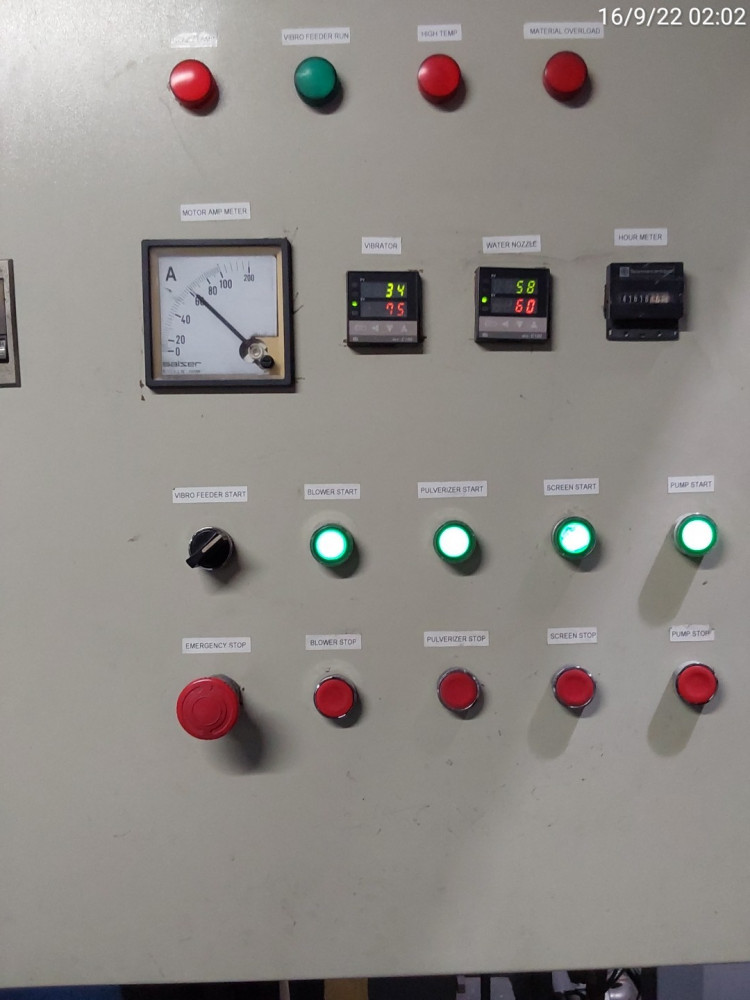 16/9/22 02:02
VIBRO FEEDER RUN
HIGH TEMP
MATERIAL OVERLOAD
MOTOR AMP METER
VIBRATOR
WATER NOZZLE
HOUR METER
A
200
100
80
60
40
20
0
salzer
34
75
58
60
VIBRO FEEDER START
BLOWER START
PULVERIZER START
SCREEN START
PUMP START
EMERGENCY STOP
BLOWER STOP
PULVERIZER STOP
SCREEN STOP
PUMP STOP